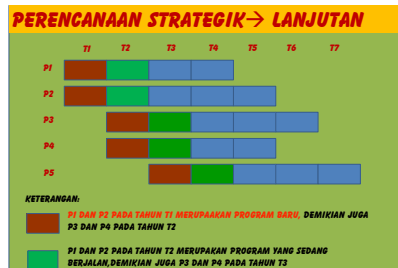 PERENCANAAN STRATEGIK→ LANJUTAN
T1 T2 T3 T4 T5 T6 T7
P1
P2
P3
P4
P5
KETERANGAN:
P1 DAN P2 PADA TAHUN T1 MERUPAAKAN PROGRAM BARU, DEMIKIAN JUGA
P3 DAN P4 PADA TAHUN T2
P1 DAN P2 PADA TAHUN T2 MERUPAKAN PROGRAM YANG SEDANG
BERJALAN,DEMIKIAN JUGA P3 DAN P4 PADA TAHUN T3